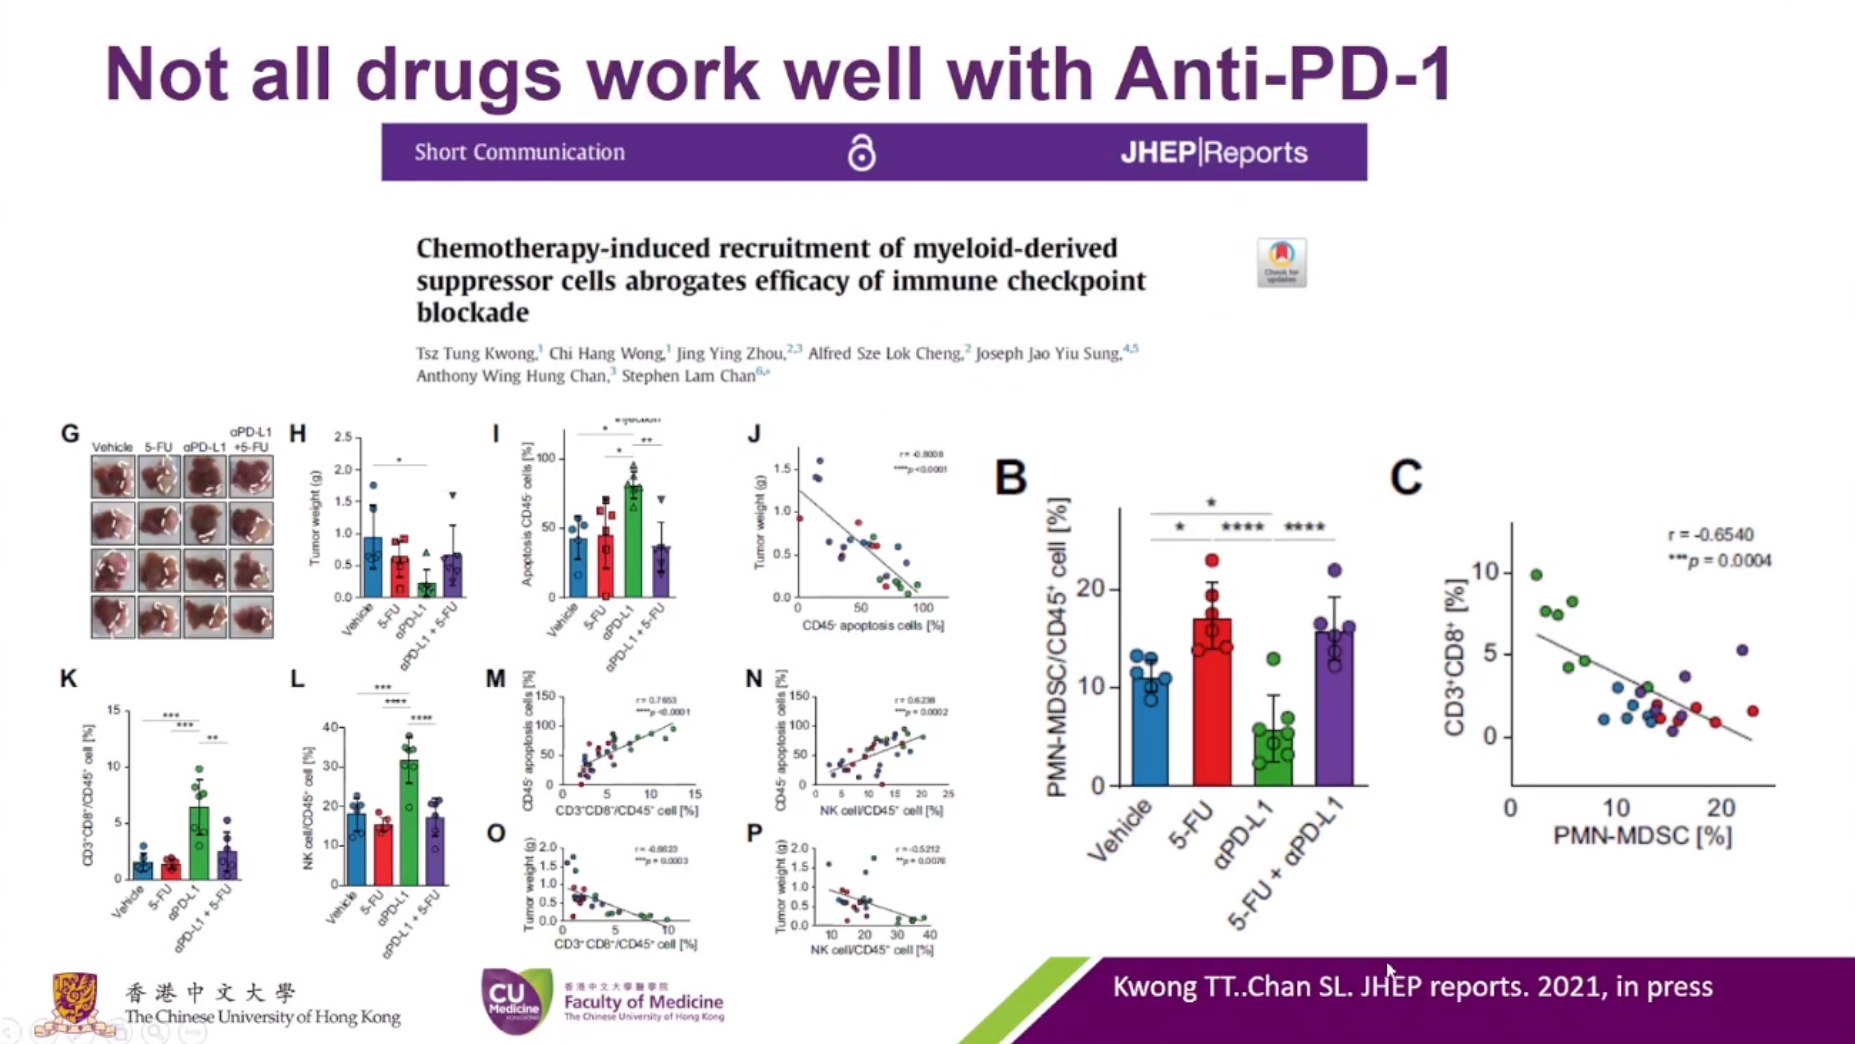 Not all drugs work well with Anti-PD-1
Short Communication
JHEP|Reports
Chemotherapy-induced recruitment of myeloid-derived
suppressor cells abrogates efficacy of immune checkpoint
blockade
Check for
updates
Tsz Tung Kwong,1 Chi Hang Wong,1 Jing Ying Zhou,2,3 Alfred Sze Lok Cheng,2 Joseph Jao Yiu Sung,4,5
Anthony Wing Hung Chan,3 Stephen Lam Chan6,*
G
Vehicle 5-FU αPD-L1 αPD-L1
+5-FU
H
Tumor weight (g)
2.5
2.0
1.5
1.0
0.5
0.0
*
Vehicle
5-FU
αPD-L1
αPD-L1 + 5-FU
I
Apoptosis CD45- cells [%]
100
50
0
* ** *
Vehicle
5-FU
αPD-L1
αPD-L1 + 5-FU
J
Tumor weight (g)
1.5
1.0
0.5
0.0
r = -0.8008
****p <0.0001
0 50 100
CD45- apoptosis cells [%]
K
CD3+CD8+/CD45+ cell [%]
15
10
5
0
*** *** **
Vehicle
5-FU
αPD-L1
αPD-L1 + 5-FU
L
NK cell/CD45+ cell [%]
40
30
20
10
0
*** **** ****
Vehicle
5-FU
αPD-L1
αPD-L1 + 5-FU
M
CD45- apoptosis cells [%]
150
100
50
0
r = 0.7653
****p <0.0001
0 5 10 15
CD3+CD8+/CD45+ cell [%]
N
CD45- apoptosis cells [%]
150
100
50
0
r = 0.6238
***p = 0.0002
0 5 10 15 20 25
NK cell/CD45+ cell [%]
O
Tumor weight (g)
2.0
1.5
1.0
0.5
0.0
r = -0.6623
***p = 0.0003
0 5 10
CD3+CD8+/CD45+ cell [%]
P
Tumor weight (g)
2.0
1.5
1.0
0.5
0.0
r = -0.5212
**p = 0.0076
10 20 30 40
NK cell/CD45+ cell [%]
B
PMN-MDSC/CD45+ cell [%]
20
10
0
*
* **** ****
Vehicle
5-FU
αPD-L1
5-FU + αPD-L1
C
CD3+CD8+ [%]
10
5
0
r = -0.6540
***p = 0.0004
0 10 20
PMN-MDSC [%]
香港中文大學
The Chinese University of Hong Kong
CU
Medicine
HONG KONG
香港中文大學醫學院
Faculty of Medicine
The Chinese University of Hong Kong
Kwong TT..Chan SL. JHEP reports. 2021, in press